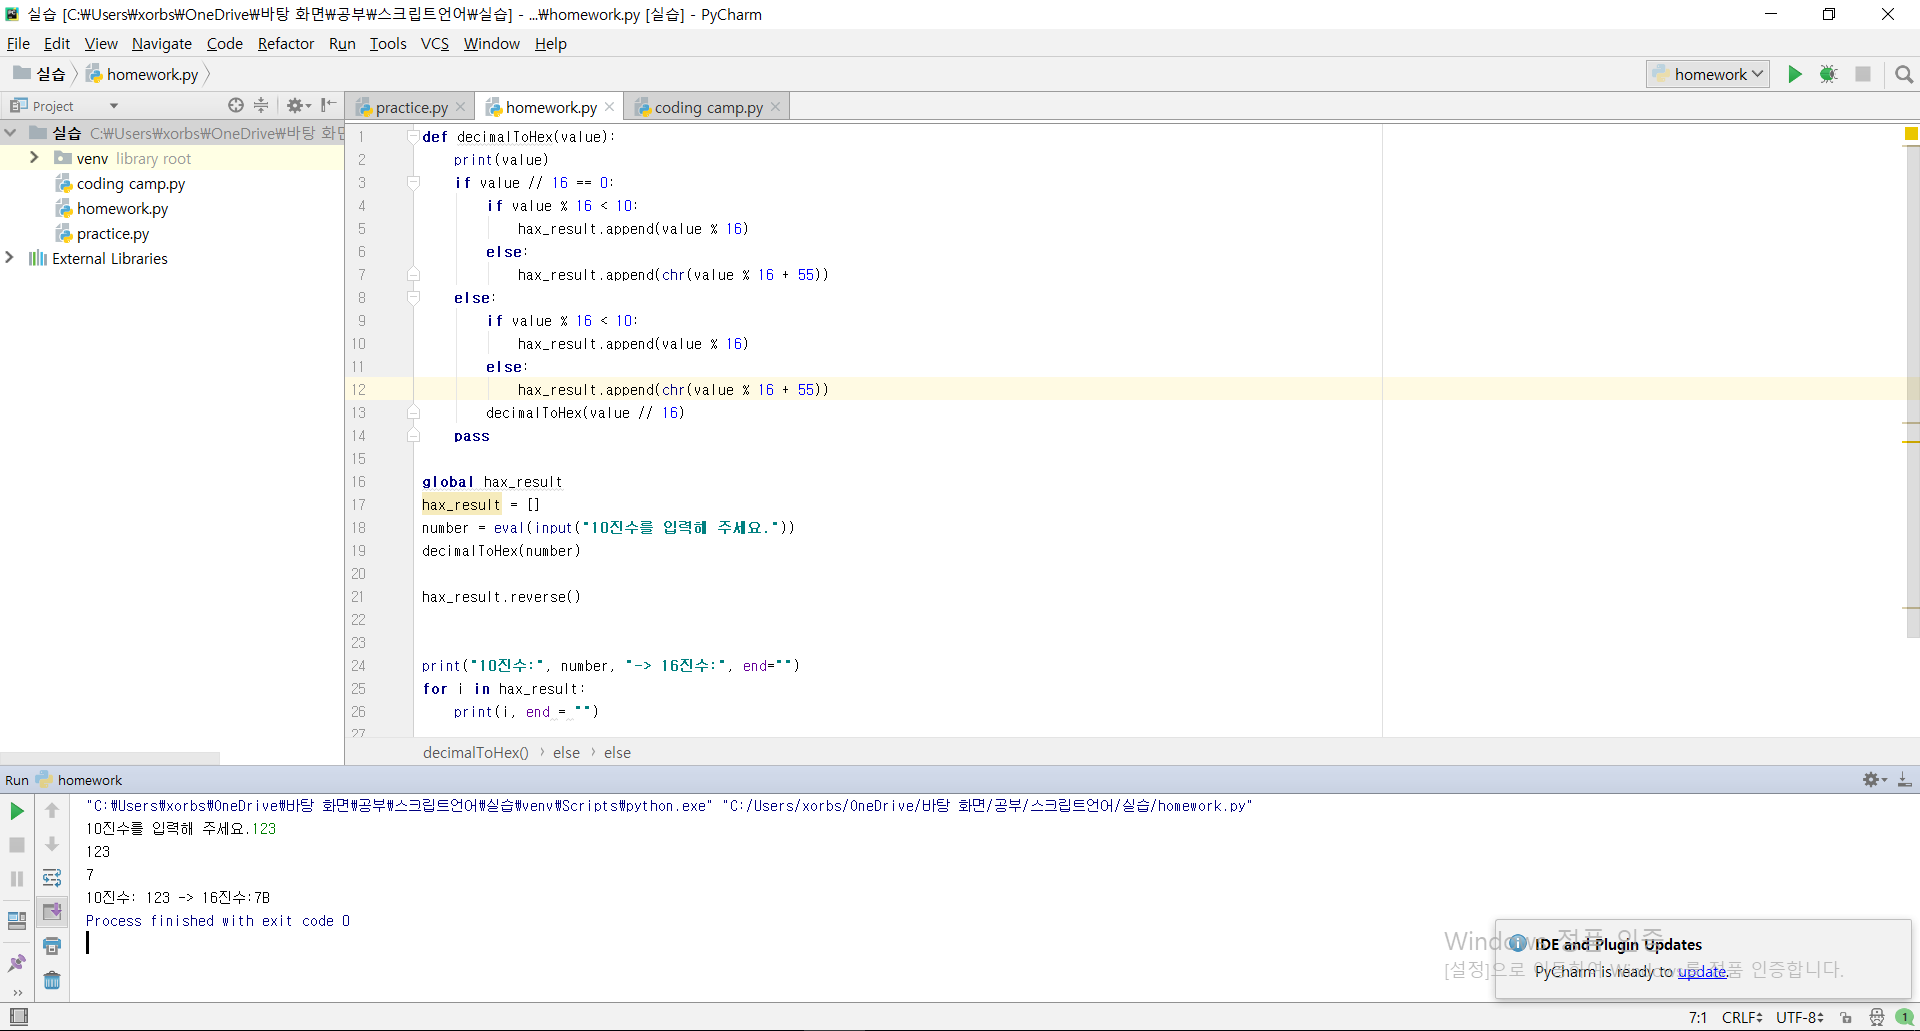 실습 [C:₩Users₩xorbs₩OneDrive₩바탕 화면₩공부₩스크립트언어₩실습] - ...₩homework.py [실습] - PyCharm
File Edit View Navigate Code Refactor Run Tools VCS Window Help
실습 homework.py
homework
Project
practice.py homework.py coding camp.py
실습 C:₩Users₩xorbs₩OneDrive₩바탕 화면
venv library root
coding camp.py
homework.py
practice.py
External Libraries
1 def decimalToHex(value):
2 print(value)
3 if value // 16 == 0:
4 if value % 16 < 10:
5 hax_result.append(value % 16)
6 else:
7 hax_result.append(chr(value % 16 + 55))
8 else:
9 if value % 16 < 10:
10 hax_result.append(value % 16)
11 else:
12 hax_result.append(chr(value % 16 + 55))
13 decimalToHex(value // 16)
14 pass
15
16 global hax_result
17 hax_result = []
18 number = eval(input("10진수를 입력해 주세요."))
19 decimalToHex(number)
20
21 hax_result.reverse()
22
23
24 print("10진수:", number, "-> 16진수:", end="")
25 for i in hax_result:
26 print(i, end = "")
27
decimalToHex() › else › else
Run homework
"C:₩Users₩xorbs₩OneDrive₩바탕 화면₩공부₩스크립트언어₩실습₩venv₩Scripts₩python.exe" "C:/Users/xorbs/OneDrive/바탕 화면/공부/스크립트언어/실습/homework.py"
10진수를 입력해 주세요.123
123
7
10진수: 123 -> 16진수:7B
Process finished with exit code 0
Windows 정품 인증
[설정]으로 이동하여 Windows를 정품 인증합니다.
IDE and Plugin Updates
PyCharm is ready to update.
7:1 CRLF UTF-8 1